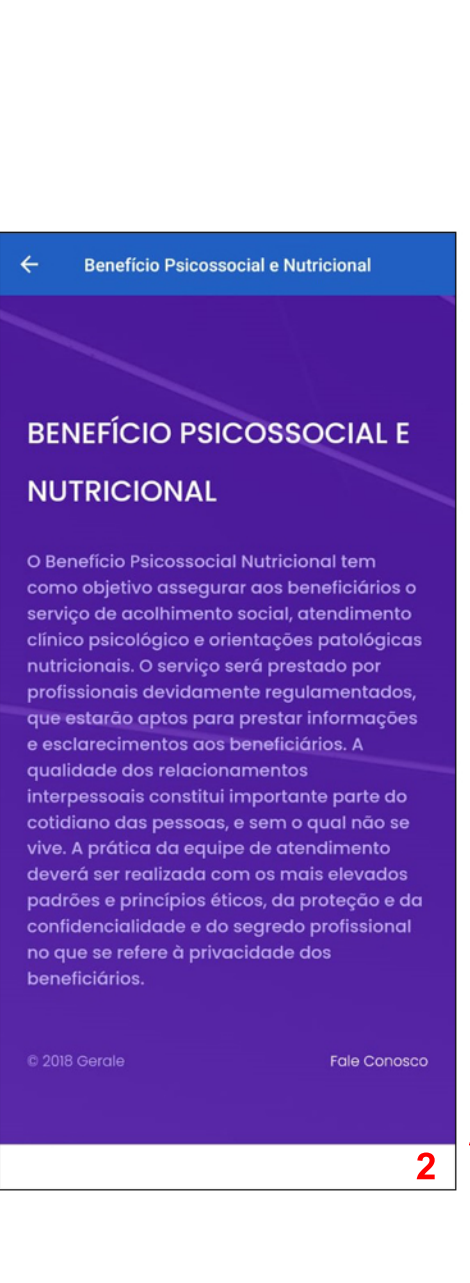 Benefício Psicossocial e Nutricional
BENEFÍCIO PSICOSSOCIAL E
NUTRICIONAL
O Benefício Psicossocial Nutricional tem
como objetivo assegurar aos beneficiários o
serviço de acolhimento social, atendimento
clínico psicológico e orientações patológicas
nutricionais. O serviço será prestado por
profissionais devidamente regulamentados,
que estarão aptos para prestar informações
e esclarecimentos aos beneficiários. A
qualidade dos relacionamentos
interpessoais constitui importante parte do
cotidiano das pessoas, e sem o qual não se
vive. A prática da equipe de atendimento
deverá ser realizada com os mais elevados
padrões e princípios éticos, da proteção e da
confidencialidade e do segredo profissional
no que se refere à privacidade dos
beneficiários.
© 2018 Gerale
Fale Conosco
2